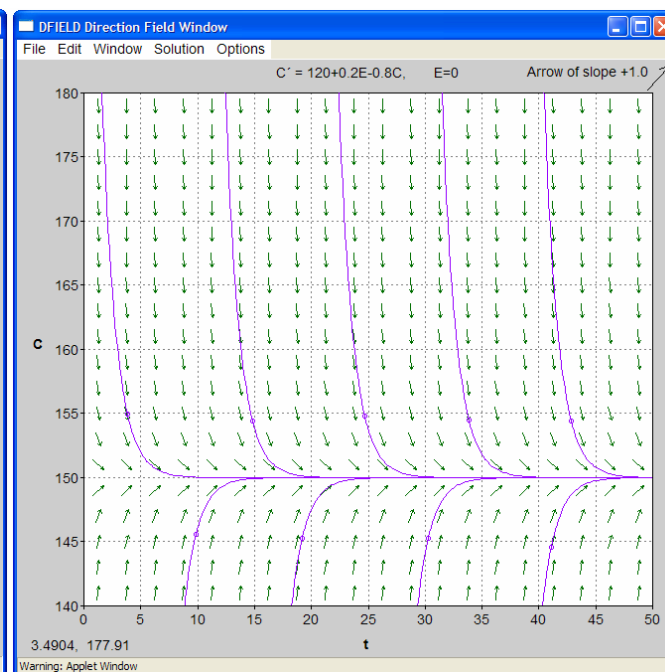 DFIELD Direction Field Window
File Edit Window Solution Options
C´ = 120+0.2E-0.8C, E=0 Arrow of slope +1.0
180
175
170
165
C 160
155
150
145
140
0 5 10 15 20 25 30 35 40 45 50
3.4904, 177.91 t
Warning: Applet Window